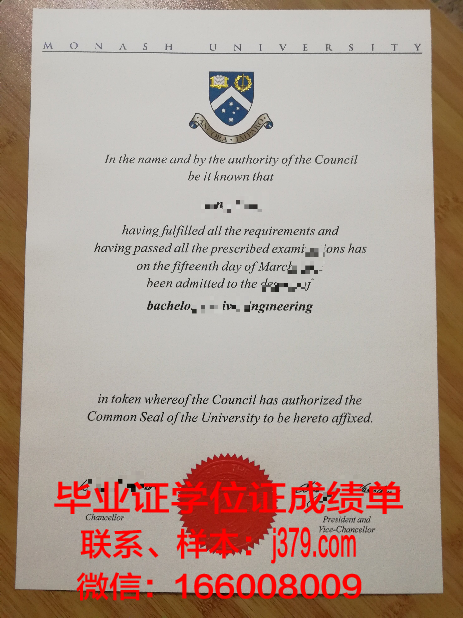 MONASH UNIVERSITY
ANCORA IMPARO
In the name and by the authority of the Council
be it known that
having fulfilled all the requirements and
having passed all the prescribed has
on the fifteenth day of March
been admitted to the
in token whereof the Council has authorized the
Common Seal of the University to be hereto affixed.
毕业证学位证成绩单
Chancellor
President and
Vice-Chancellor
联系、样本：j379.com
微信：166008009